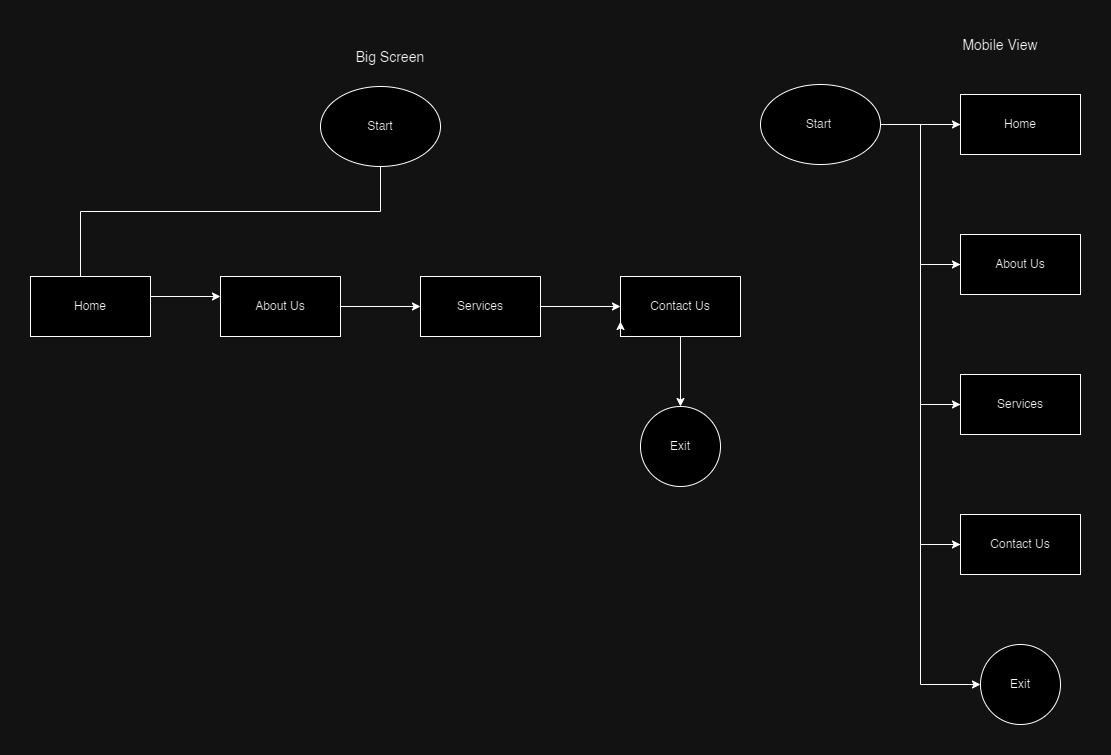 Big Screen
Start
Home
About Us
Services
Contact Us
Exit
Mobile View
Start
Home
About Us
Services
Contact Us
Exit